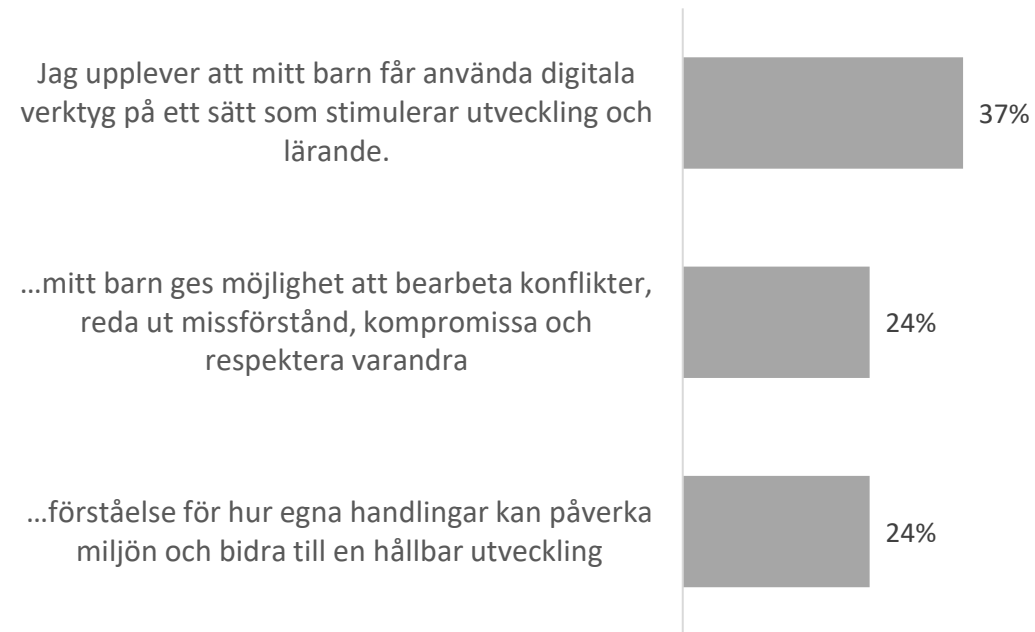 Jag upplever att mitt barn får använda digitala
verktyg på ett sätt som stimulerar utveckling och
lärande.
37%
…mitt barn ges möjlighet att bearbeta konflikter,
reda ut missförstånd, kompromissa och
respektera varandra
24%
…förståelse för hur egna handlingar kan påverka
miljön och bidra till en hållbar utveckling
24%